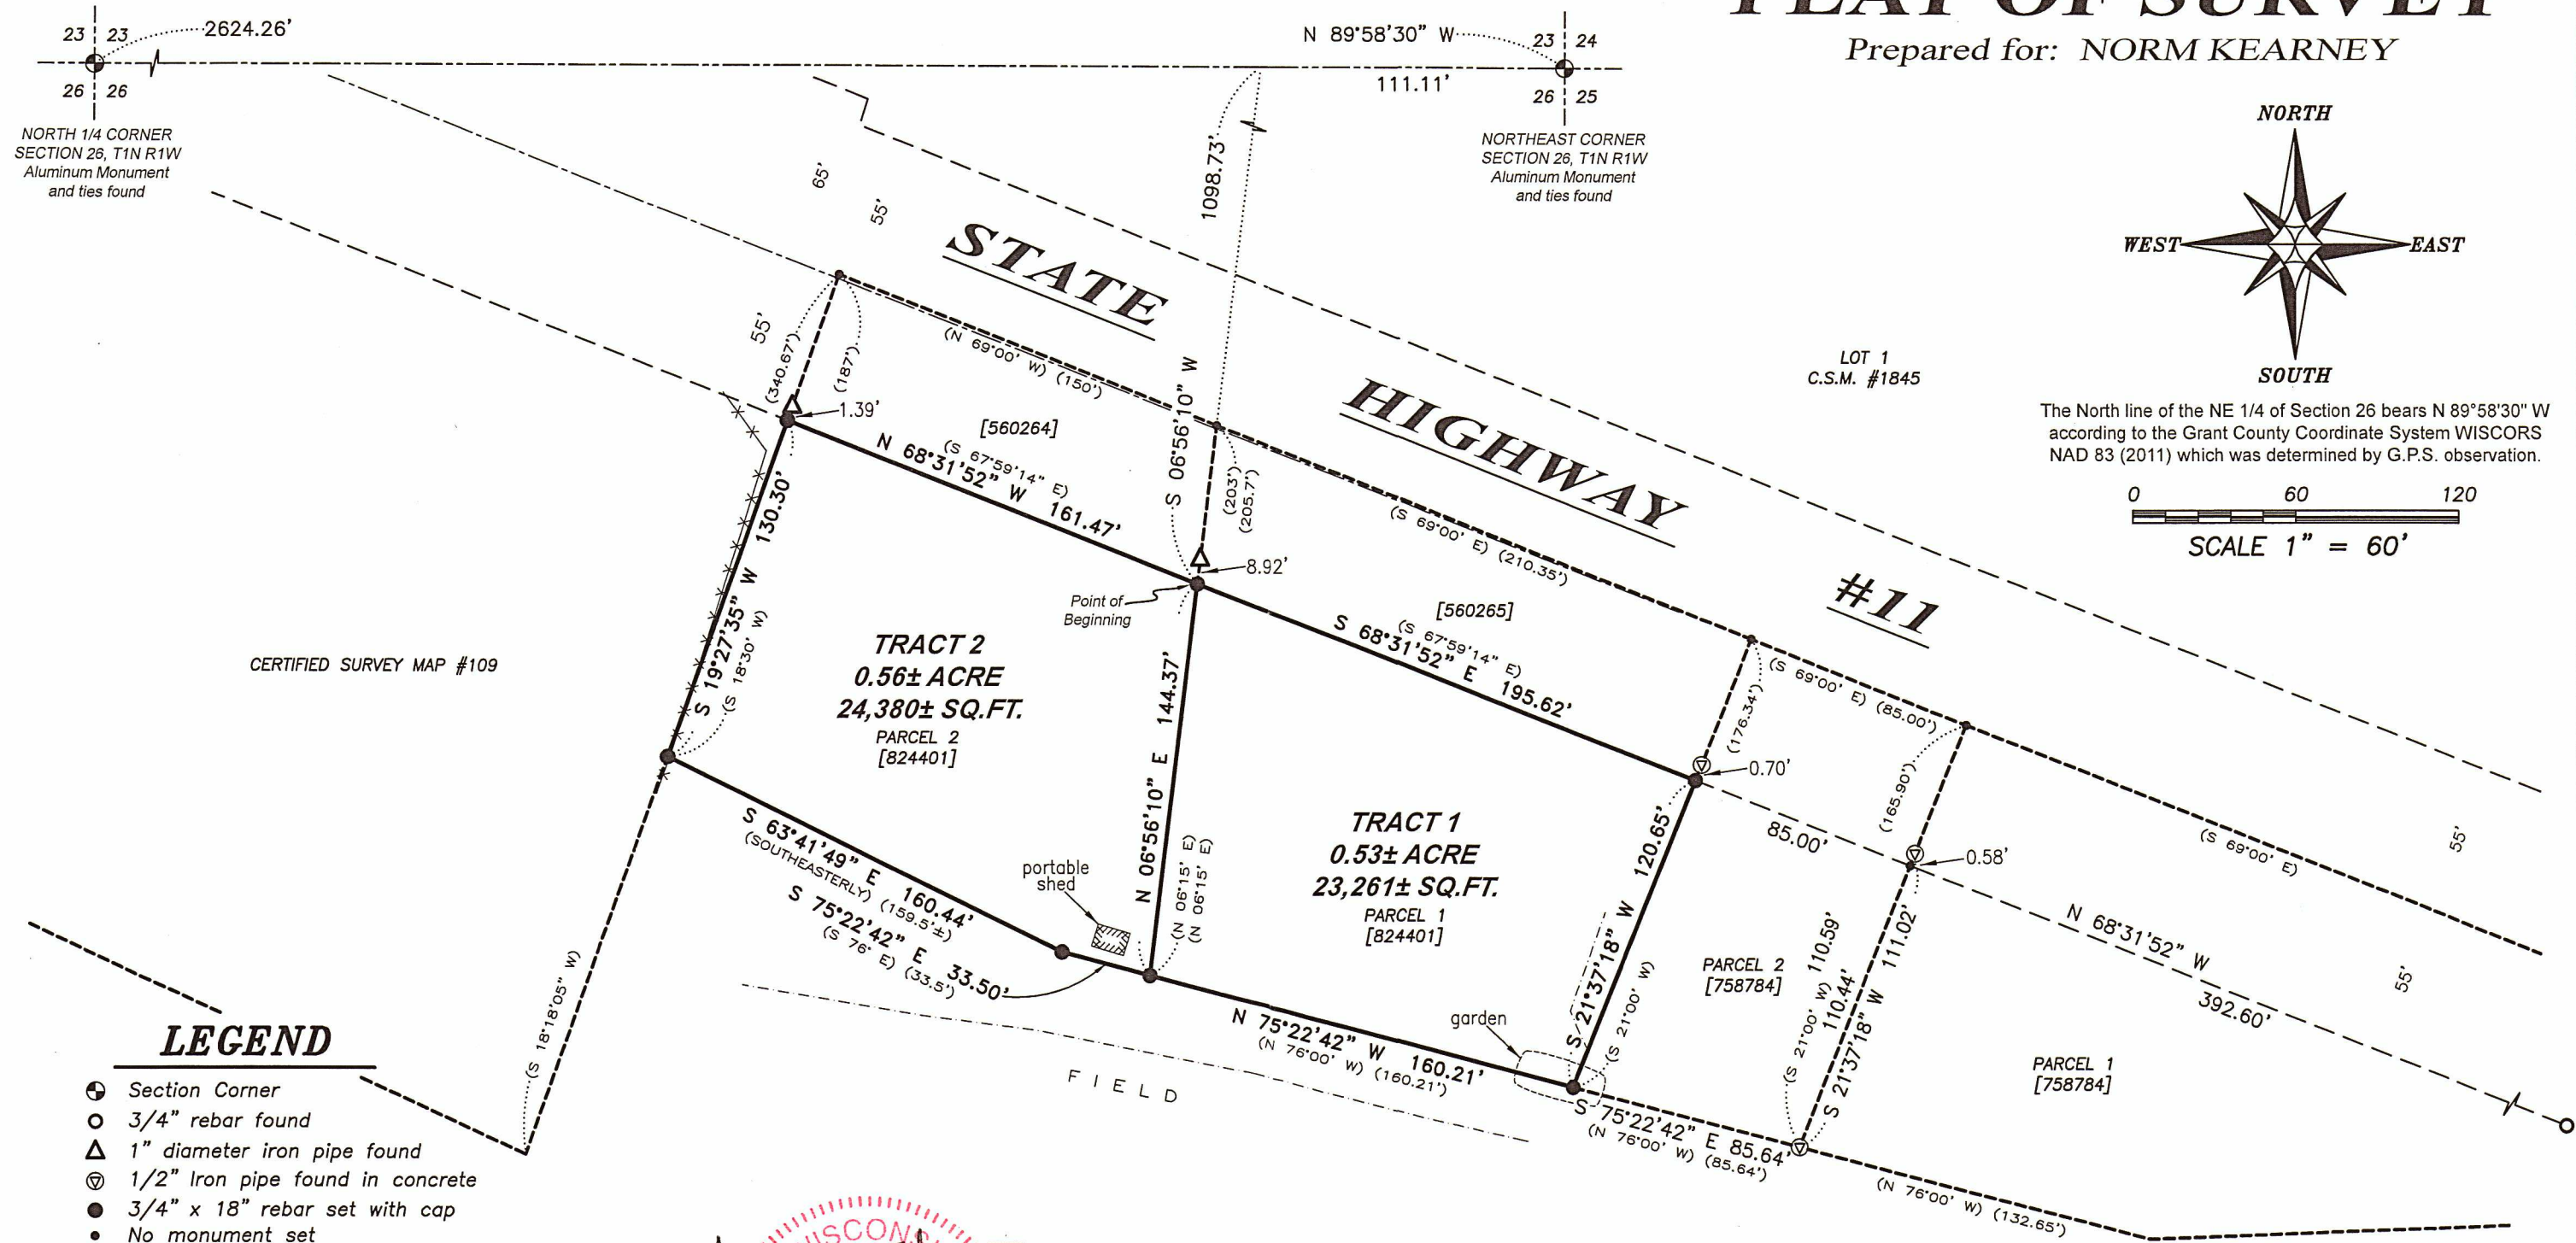 PLAT OF SURVEY
Prepared for: NORM KEARNEY
23 23
26 26
2624.26'
NORTH 1/4 CORNER
SECTION 26, T1N R1W
Aluminum Monument
and ties found
N 89°58'30" W
111.11'
23 24
26 25
NORTHEAST CORNER
SECTION 26, T1N R1W
Aluminum Monument
and ties found
1098.73'
NORTH
WEST
EAST
SOUTH
The North line of the NE 1/4 of Section 26 bears N 89°58'30" W
according to the Grant County Coordinate System WISCORS
NAD 83 (2011) which was determined by G.P.S. observation.
0 60 120
SCALE 1" = 60'
LOT 1
C.S.M. #1845
65'
55'
STATE
HIGHWAY
#11
55'
(340.67')
(187')
1.39'
(N 69°00' W) (150')
[560264]
(S 67°59'14" E)
N 68°31'52" W 161.47'
S 06°56'10" W
(203')
(205.7')
8.92'
Point of
Beginning
(S 69°00' E) (210.35')
[560265]
(S 67°59'14" E)
S 68°31'52" E 195.62'
(S 69°00' E) (85.00')
(176.34')
0.70'
(165.90')
0.58'
85.00'
(S 69°00' E)
55'
55'
N 68°31'52" W
392.60'
CERTIFIED SURVEY MAP #109
S 19°27'35" W 130.30'
(S 18°30' W)
TRACT 2
0.56± ACRE
24,380± SQ.FT.
PARCEL 2
[824401]
N 06°56'10" E 144.37'
(N 06°15' E)
(N 06°15' E)
TRACT 1
0.53± ACRE
23,261± SQ.FT.
PARCEL 1
[824401]
S 21°37'18" W 120.65'
(S 21°00' W)
PARCEL 2
[758784]
(S 21°00' W) 110.59'
110.44'
S 21°37'18" W 111.02'
PARCEL 1
[758784]
S 63°41'49" E 160.44'
(SOUTHEASTERLY) (159.5'±)
S 75°22'42" E 33.50'
(S 76° E) (33.5')
portable
shed
garden
N 75°22'42" W 160.21'
(N 76°00' W) (160.21')
S 75°22'42" E 85.64'
(N 76°00' W) (85.64')
(N 76°00' W) (132.65')
FIELD
(S 18°18'05" W)
LEGEND
Section Corner
3/4" rebar found
1" diameter iron pipe found
1/2" Iron pipe found in concrete
3/4" x 18" rebar set with cap
No monument set
WISCONS